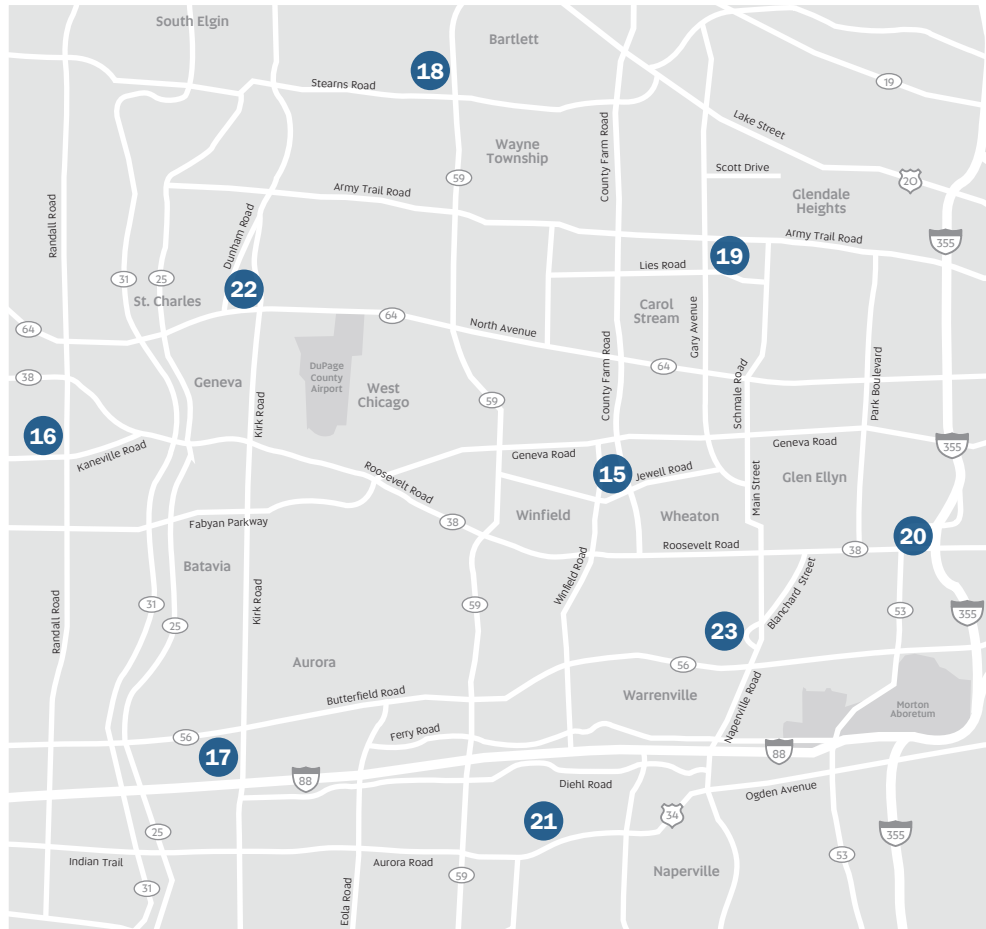 South Elgin
Bartlett
18
Stearns Road
19
Lake Street
County Farm Road
Wayne
Township
59
Scott Drive
20
Army Trail Road
Glendale
Heights
Randall Road
Dunham Road
Army Trail Road
355
19
Lies Road
31
25
22
St. Charles
Carol
Stream
64
North Avenue
64
Gary Avenue
County Farm Road
64
DuPage
County
Airport
38
Geneva
West
Chicago
Schmale Road
Park Boulevard
59
Kirk Road
16
Kaneville Road
Geneva Road
Geneva Road
355
15
Jewell Road
Roosevelt Road
Main Street
Glen Ellyn
Winfield
Wheaton
Fabyan Parkway
38
20
Roosevelt Road
38
Batavia
Winfield Road
Blanchard Street
Kirk Road
31
59
53
355
Randall Road
25
23
Aurora
56
Butterfield Road
Warrenville
Naperville Road
Morton
Aboretum
56
Ferry Road
17
88
88
Diehl Road
Ogden Avenue
21
34
25
355
Indian Trail
Aurora Road
53
59
Naperville
31
Eola Road